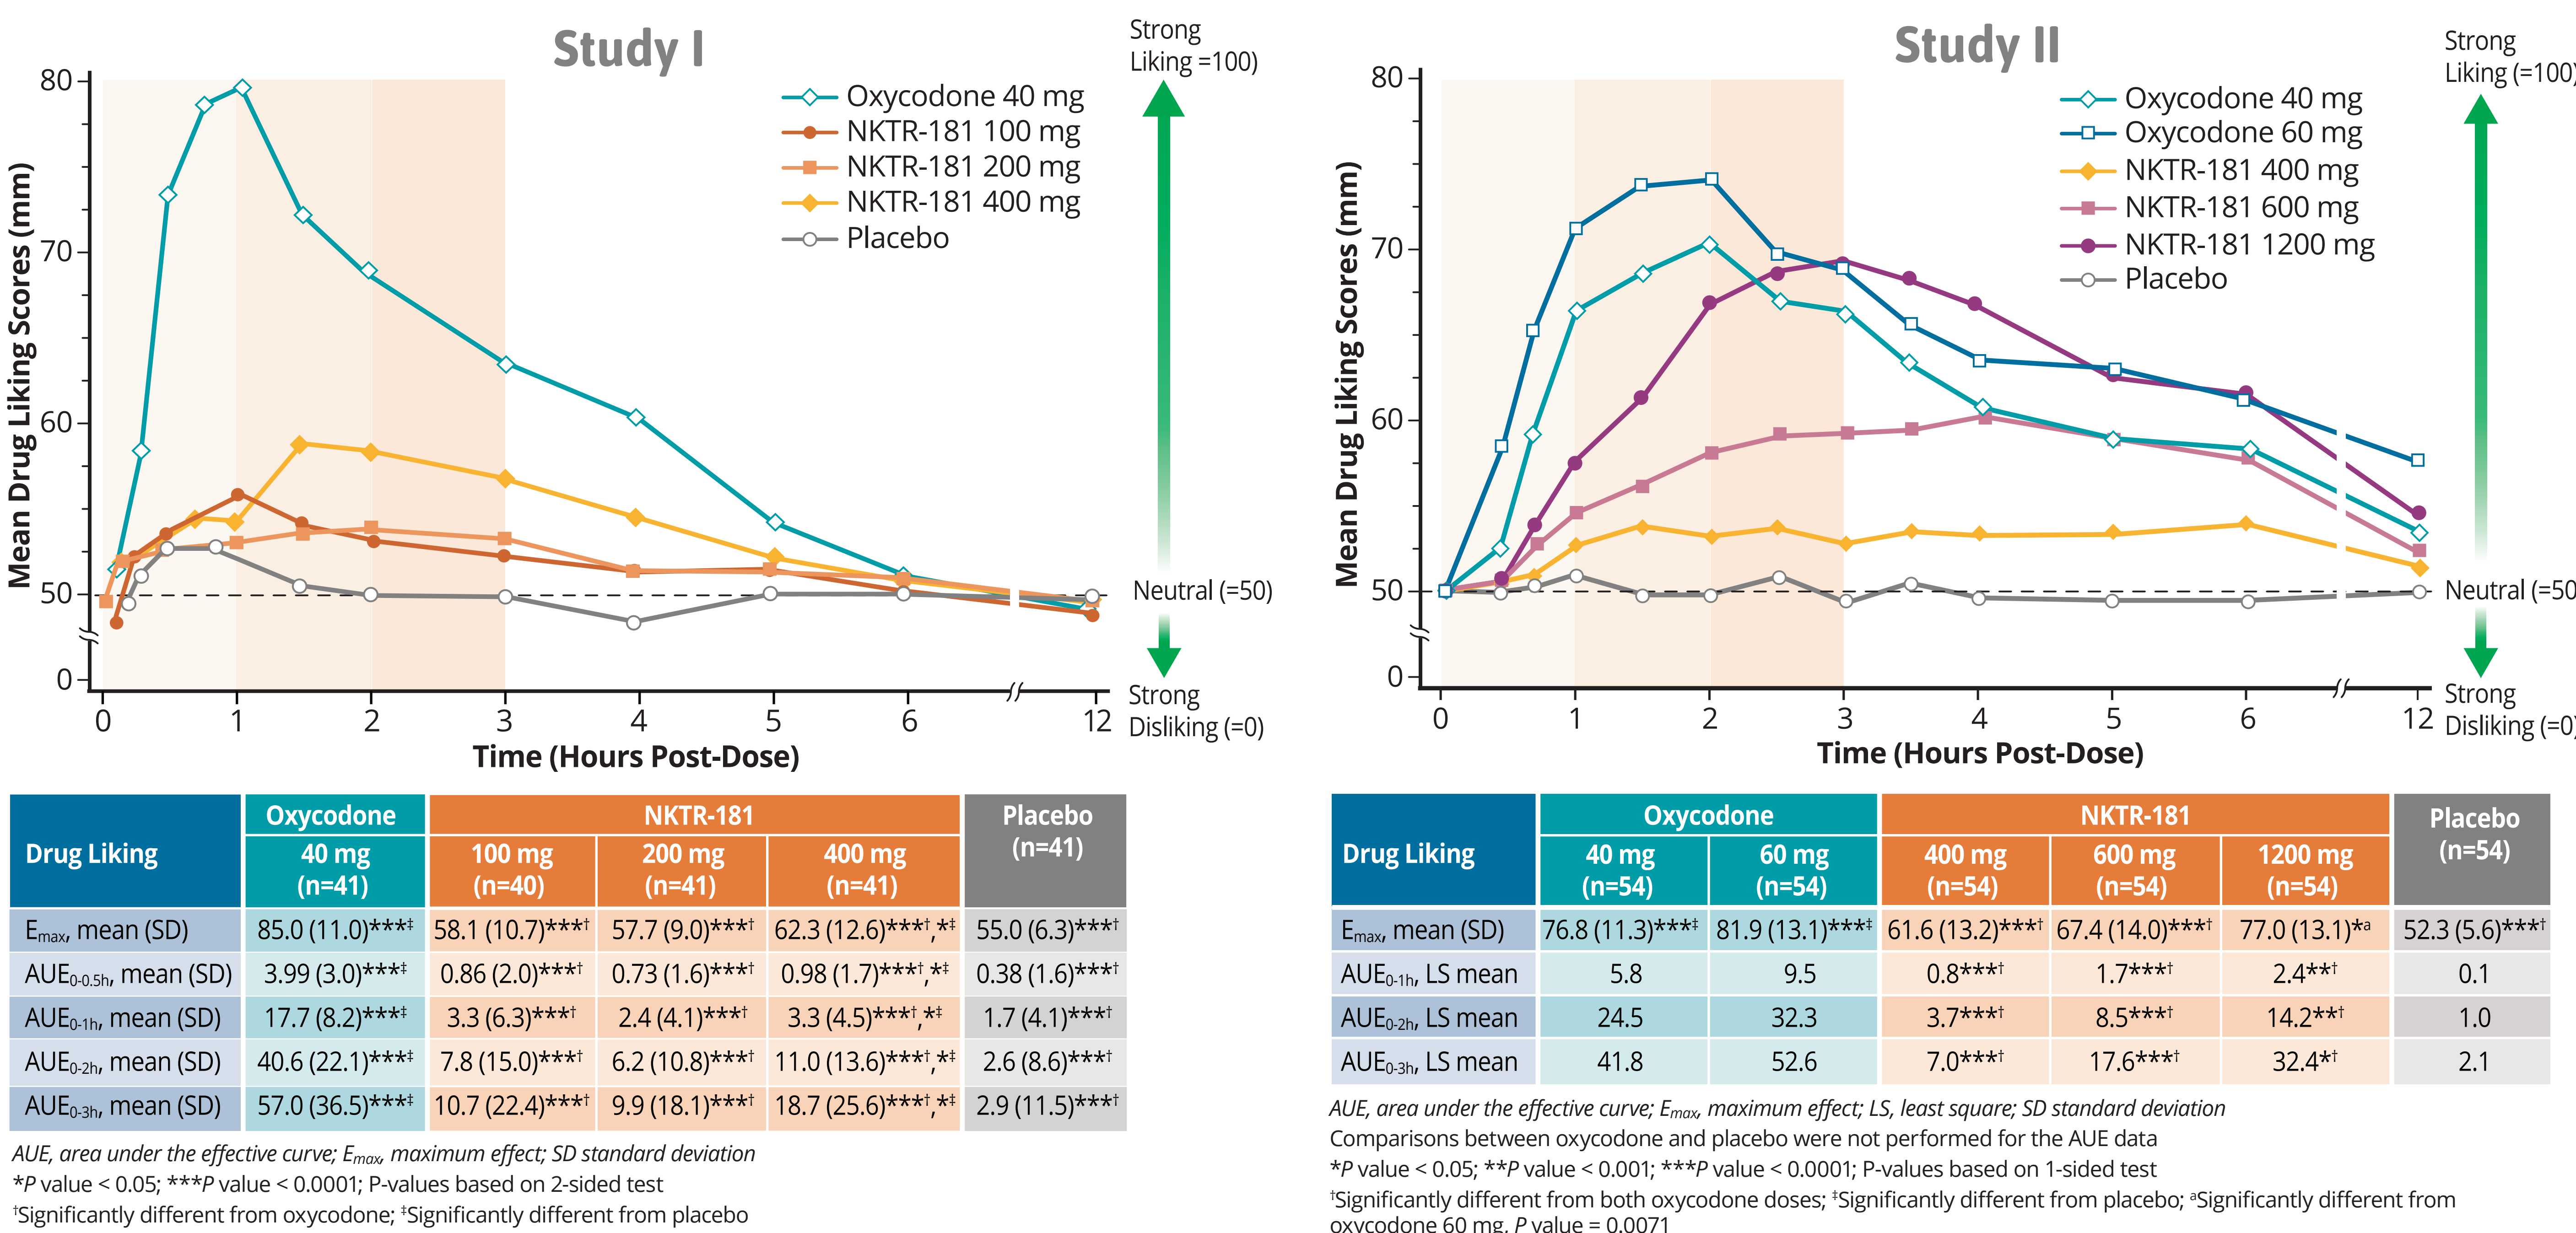 Study I
Strong
Liking =100)
80
70
60
50
0
Mean Drug Liking Scores (mm)
Oxycodone 40 mg
NKTR-181 100 mg
NKTR-181 200 mg
NKTR-181 400 mg
Placebo
Neutral (=50)
Strong
Disliking (=0)
0 1 2 3 4 5 6 12
Time (Hours Post-Dose)
Drug Liking
Oxycodone NKTR-181 Placebo
(n=41)
40 mg
(n=41)
100 mg
(n=40)
200 mg
(n=41)
400 mg
(n=41)
Emax, mean (SD) 85.0 (11.0)***‡ 58.1 (10.7)***† 57.7 (9.0)***† 62.3 (12.6)***†,*‡ 55.0 (6.3)***†
AUE0-0.5h, mean (SD) 3.99 (3.0)***‡ 0.86 (2.0)***† 0.73 (1.6)***† 0.98 (1.7)***†,*‡ 0.38 (1.6)***†
AUE0-1h, mean (SD) 17.7 (8.2)***‡ 3.3 (6.3)***† 2.4 (4.1)***† 3.3 (4.5)***†,*‡ 1.7 (4.1)***†
AUE0-2h, mean (SD) 40.6 (22.1)***‡ 7.8 (15.0)***† 6.2 (10.8)***† 11.0 (13.6)***†,*‡ 2.6 (8.6)***†
AUE0-3h, mean (SD) 57.0 (36.5)***‡ 10.7 (22.4)***† 9.9 (18.1)***† 18.7 (25.6)***†,*‡ 2.9 (11.5)***†
AUE, area under the effective curve; Emax, maximum effect; SD standard deviation
*P value < 0.05; ***P value < 0.0001; P-values based on 2-sided test
†Significantly different from oxycodone; ‡Significantly different from placebo
Study II
Strong
Liking (=100)
80
70
60
50
0
Mean Drug Liking Scores (mm)
Oxycodone 40 mg
Oxycodone 60 mg
NKTR-181 400 mg
NKTR-181 600 mg
NKTR-181 1200 mg
Placebo
Neutral (=50
Strong
Disliking (=0)
0 1 2 3 4 5 6 12
Time (Hours Post-Dose)
Drug Liking
Oxycodone NKTR-181 Placebo
(n=54)
40 mg
(n=54)
60 mg
(n=54)
400 mg
(n=54)
600 mg
(n=54)
1200 mg
(n=54)
Emax, mean (SD) 76.8 (11.3)***‡ 81.9 (13.1)***‡ 61.6 (13.2)***† 67.4 (14.0)***† 77.0 (13.1)*a 52.3 (5.6)***†
AUE0-1h, LS mean 5.8 9.5 0.8***† 1.7***† 2.4**† 0.1
AUE0-2h, LS mean 24.5 32.3 3.7***† 8.5***† 14.2**† 1.0
AUE0-3h, LS mean 41.8 52.6 7.0***† 17.6***† 32.4*† 2.1
AUE, area under the effective curve; Emax, maximum effect; LS, least square; SD standard deviation
Comparisons between oxycodone and placebo were not performed for the AUE data
*P value < 0.05; **P value < 0.001; ***P value < 0.0001; P-values based on 1-sided test
†Significantly different from both oxycodone doses; ‡Significantly different from placebo; aSignificantly different from
oxycodone 60 mg, P value = 0.0071